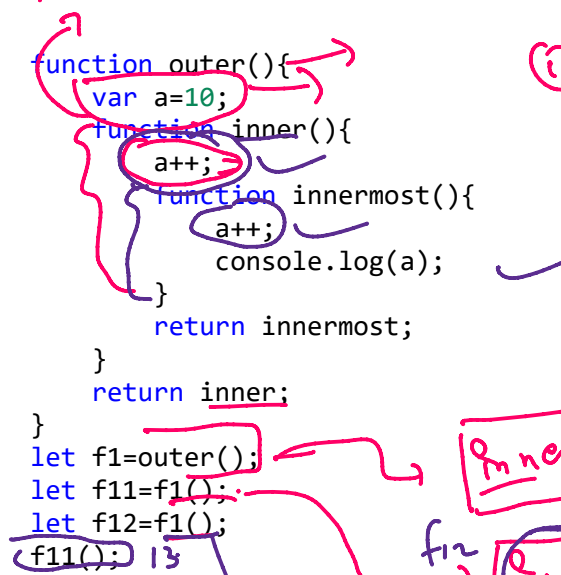 function outer(){
var a=10;
function inner(){
a++;
function innermost(){
a++;
console.log(a);
}
return innermost;
}
return inner;
}
let f1=outer();
let f11=f1();
let f12=f1();
f11(); 13
f12